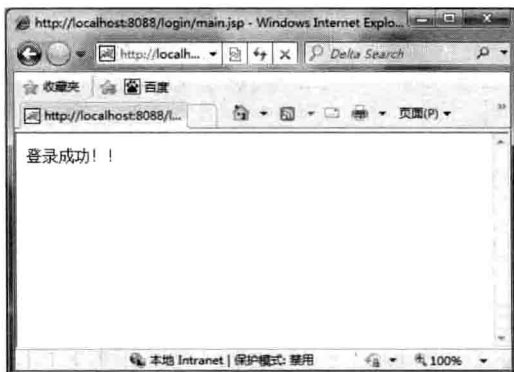 http://localhost:8088/login/main.jsp - Windows Internet Explo...
http://localh... Delta Search
收藏夹 百度
http://localhost:8088/l... 页面(P)
登录成功！！
本地 Intranet | 保护模式: 禁用 100%